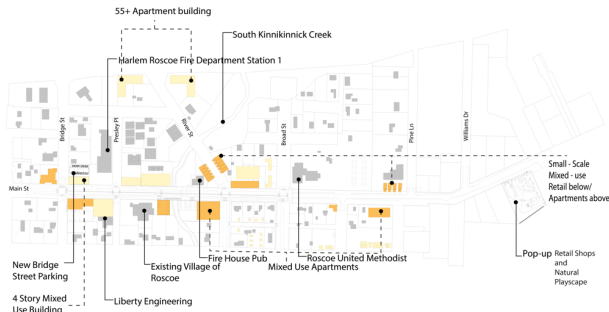 55+ Apartment building
South Kinnikinnick Creek
Harlem Roscoe Fire Department Station 1
Bridge St
Presley Pl
River St
Broad St
Pine Ln
Williams Dr
Main St
Small - Scale
Mixed - use
Retail below/
Apartments above
New Bridge
Street Parking
4 Story Mixed
Use Building
Liberty Engineering
Existing Village of
Roscoe
Fire House Pub
Mixed Use Apartments
Roscoe United Methodist
Pop-up Retail Shops
and
Natural
Playscape